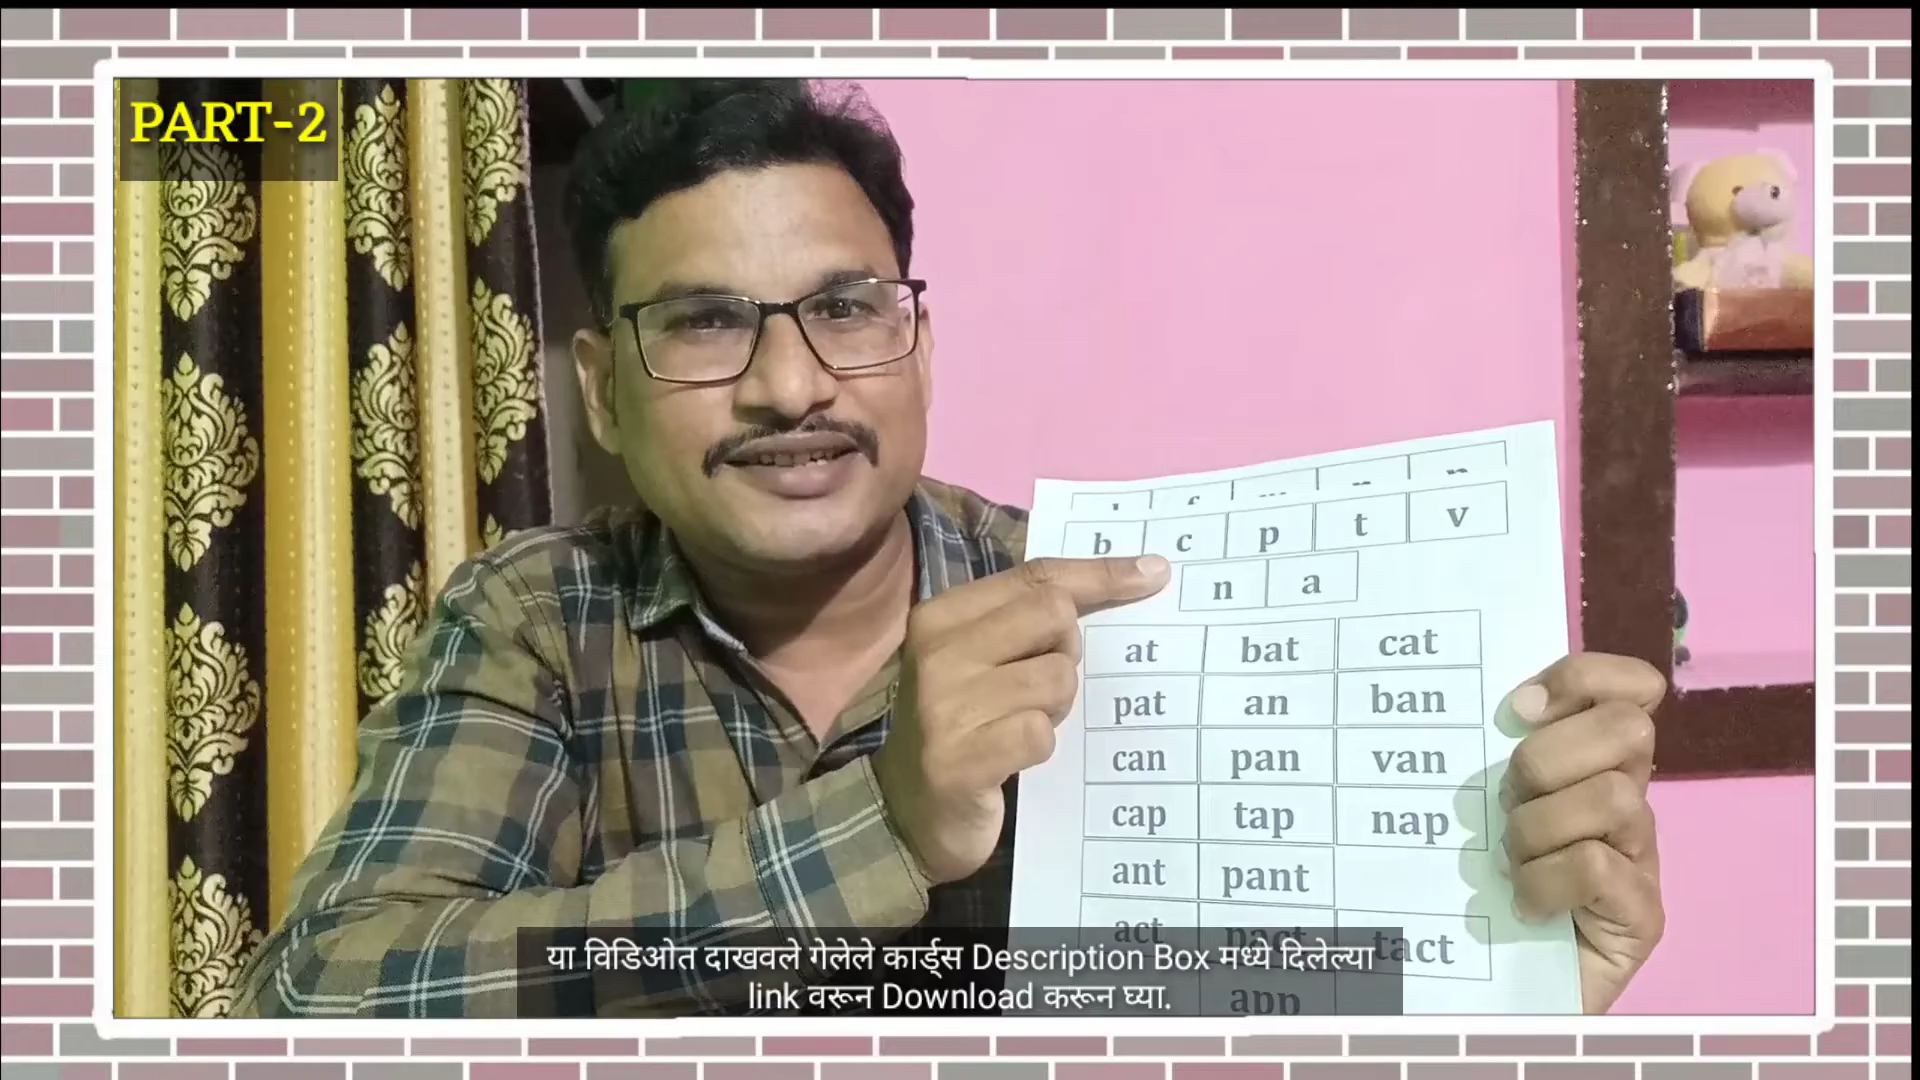 PART-2
b c p t v
n a
at bat cat
pat an ban
can pan van
cap tap nap
ant pant
act pact tact
app
या विडिओत दाखवले गेलेले कार्ड्स Description Box मध्ये दिलेल्या
link वरून Download करून घ्या.